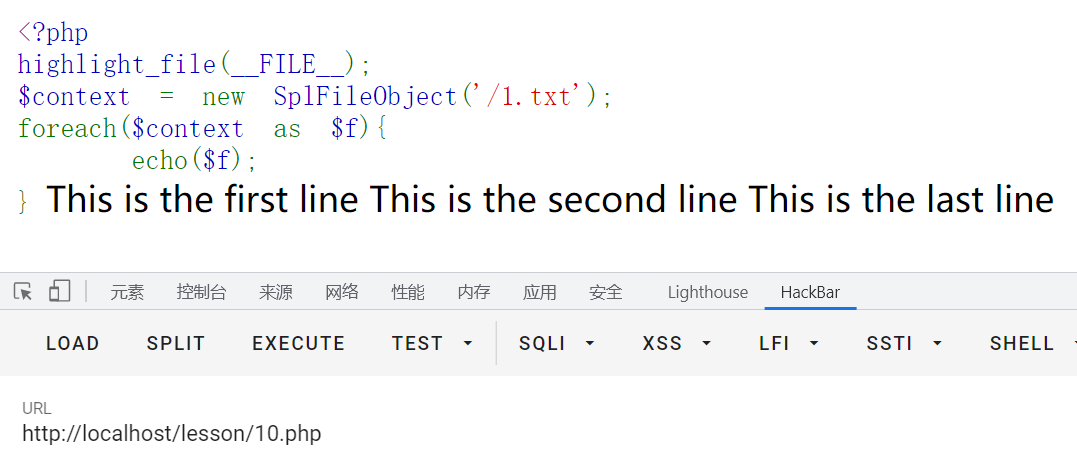 <?php
highlight_file(__FILE__);
$context = new SplFileObject('/1.txt');
foreach($context as $f){
echo($f);
} This is the first line This is the second line This is the last line
元素 控制台 来源 网络 性能 内存 应用 安全 Lighthouse HackBar
LOAD SPLIT EXECUTE TEST SQLI XSS LFI SSTI SHELL
URL
http://localhost/lesson/10.php